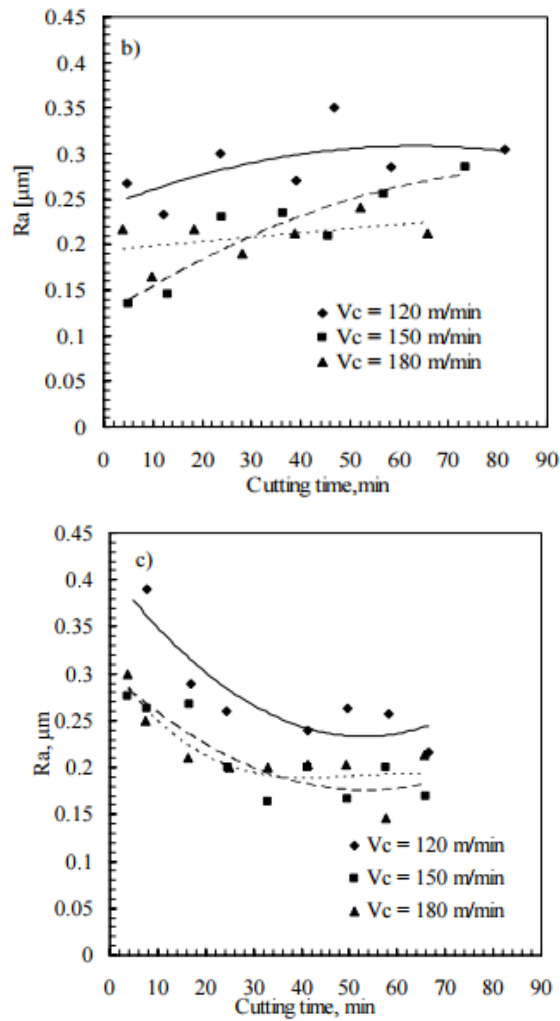 0.45
b)
0.4
0.35
0.3
0.25
0.2
0.15
0.1
0.05
0
Ra [µm]
Vc = 120 m/min
Vc = 150 m/min
Vc = 180 m/min
0 10 20 30 40 50 60 70 80 90
Cutting time,min
0.45
c)
0.4
0.35
0.3
0.25
0.2
0.15
0.1
0.05
0
Ra, µm
Vc = 120 m/min
Vc = 150 m/min
Vc = 180 m/min
0 10 20 30 40 50 60 70 80 90
Cutting time, min